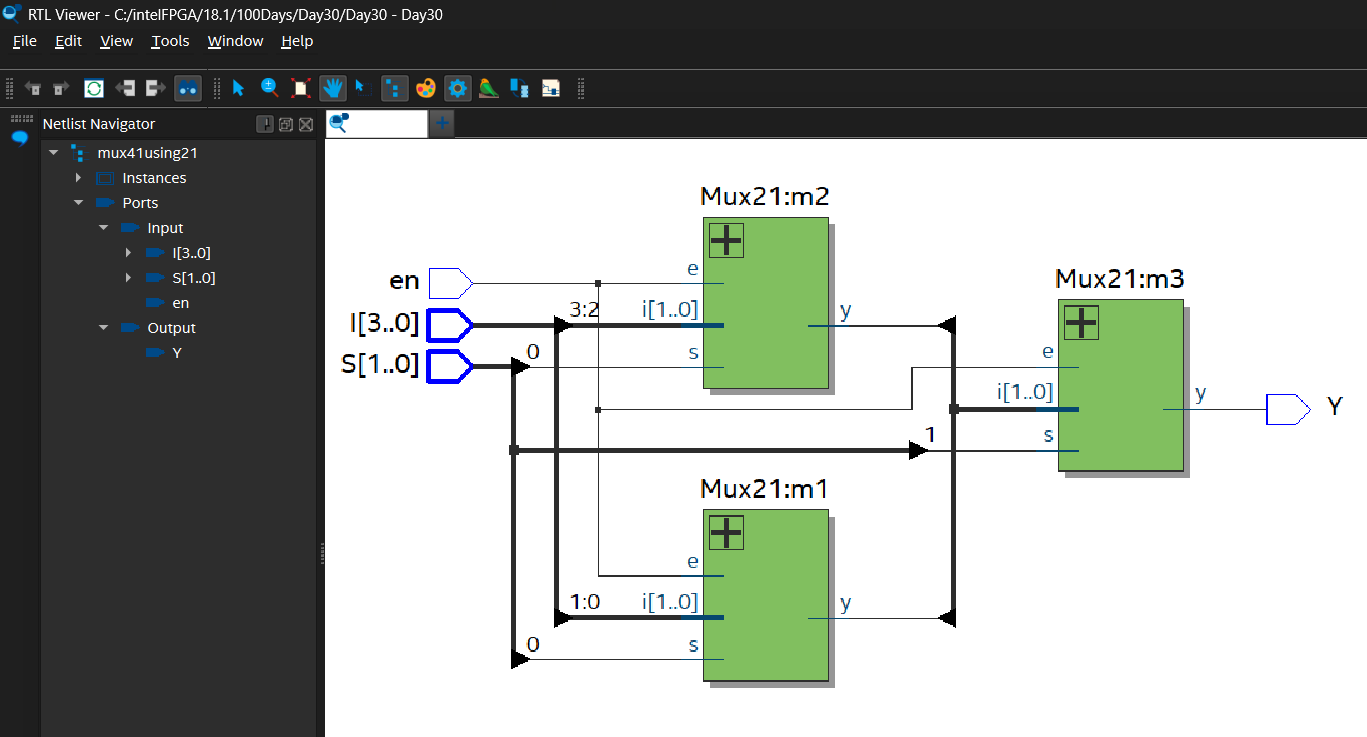 RTL Viewer - C:/intelFPGA/18.1/100Days/Day30/Day30 - Day30
File Edit View Tools Window Help
Netlist Navigator
mux41using21
Instances
Ports
Input
I[3..0]
S[1..0]
en
Output
Y
Mux21:m2
en
e
I[3..0]
3:2
i[1..0]
y
S[1..0]
0
s
Mux21:m3
e
i[1..0]
y
Y
1
s
Mux21:m1
e
1:0
i[1..0]
y
0
s